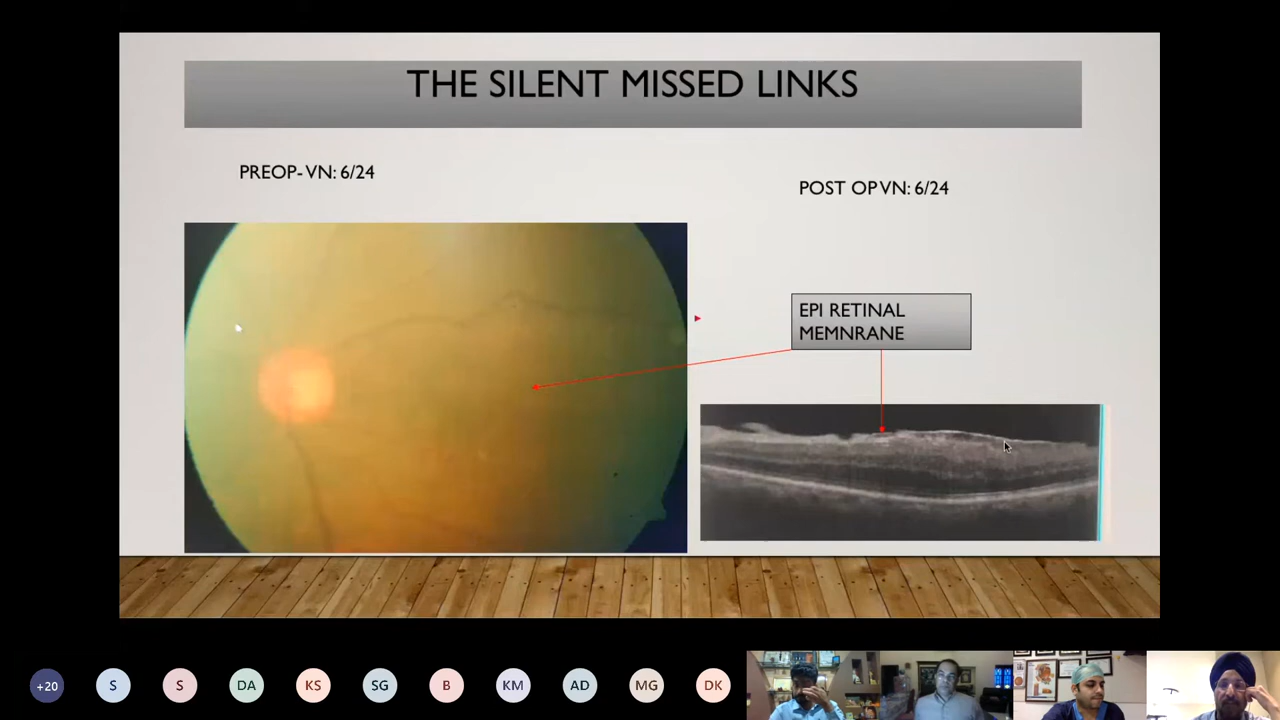 THE SILENT MISSED LINKS
PREOP- VN: 6/24
POST OP VN: 6/24
EPI RETINAL
MEMNRANE
+20
S
S
DA
KS
SG
B
KM
AD
MG
DK